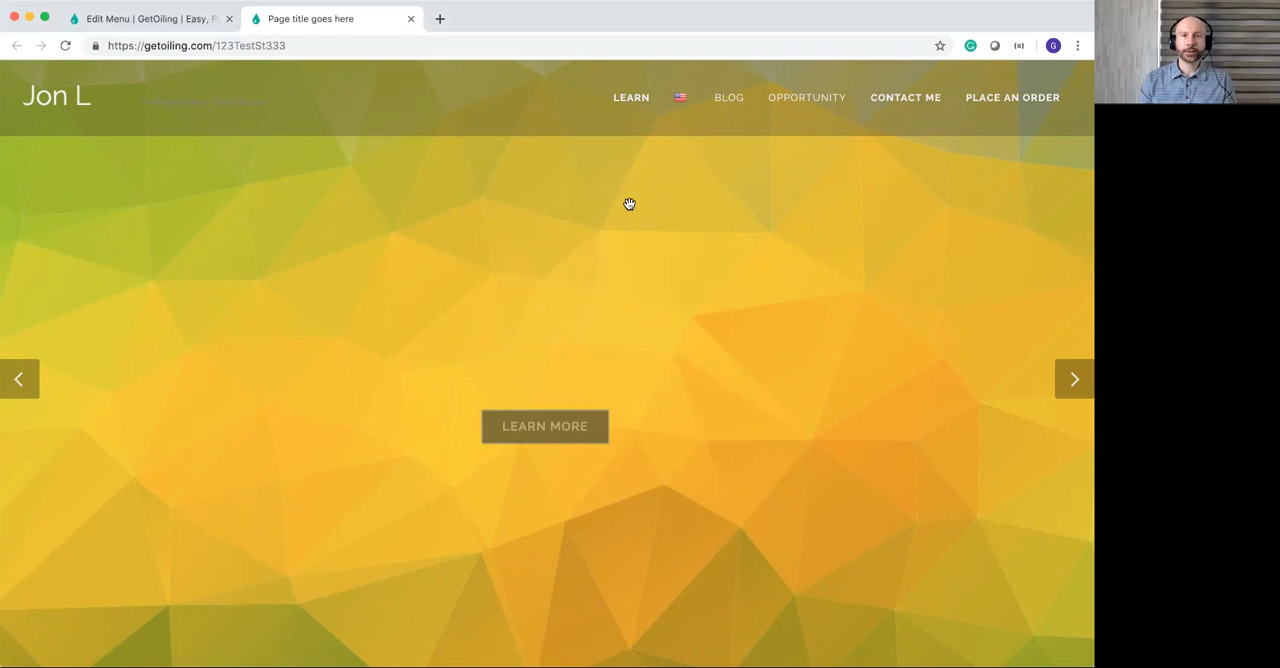 Edit Menu | GetOiling | Easy, P
Page title goes here
https://getoiling.com/123TestSt333
G
Jon L
LEARN
BLOG
OPPORTUNITY
CONTACT ME
PLACE AN ORDER
LEARN MORE